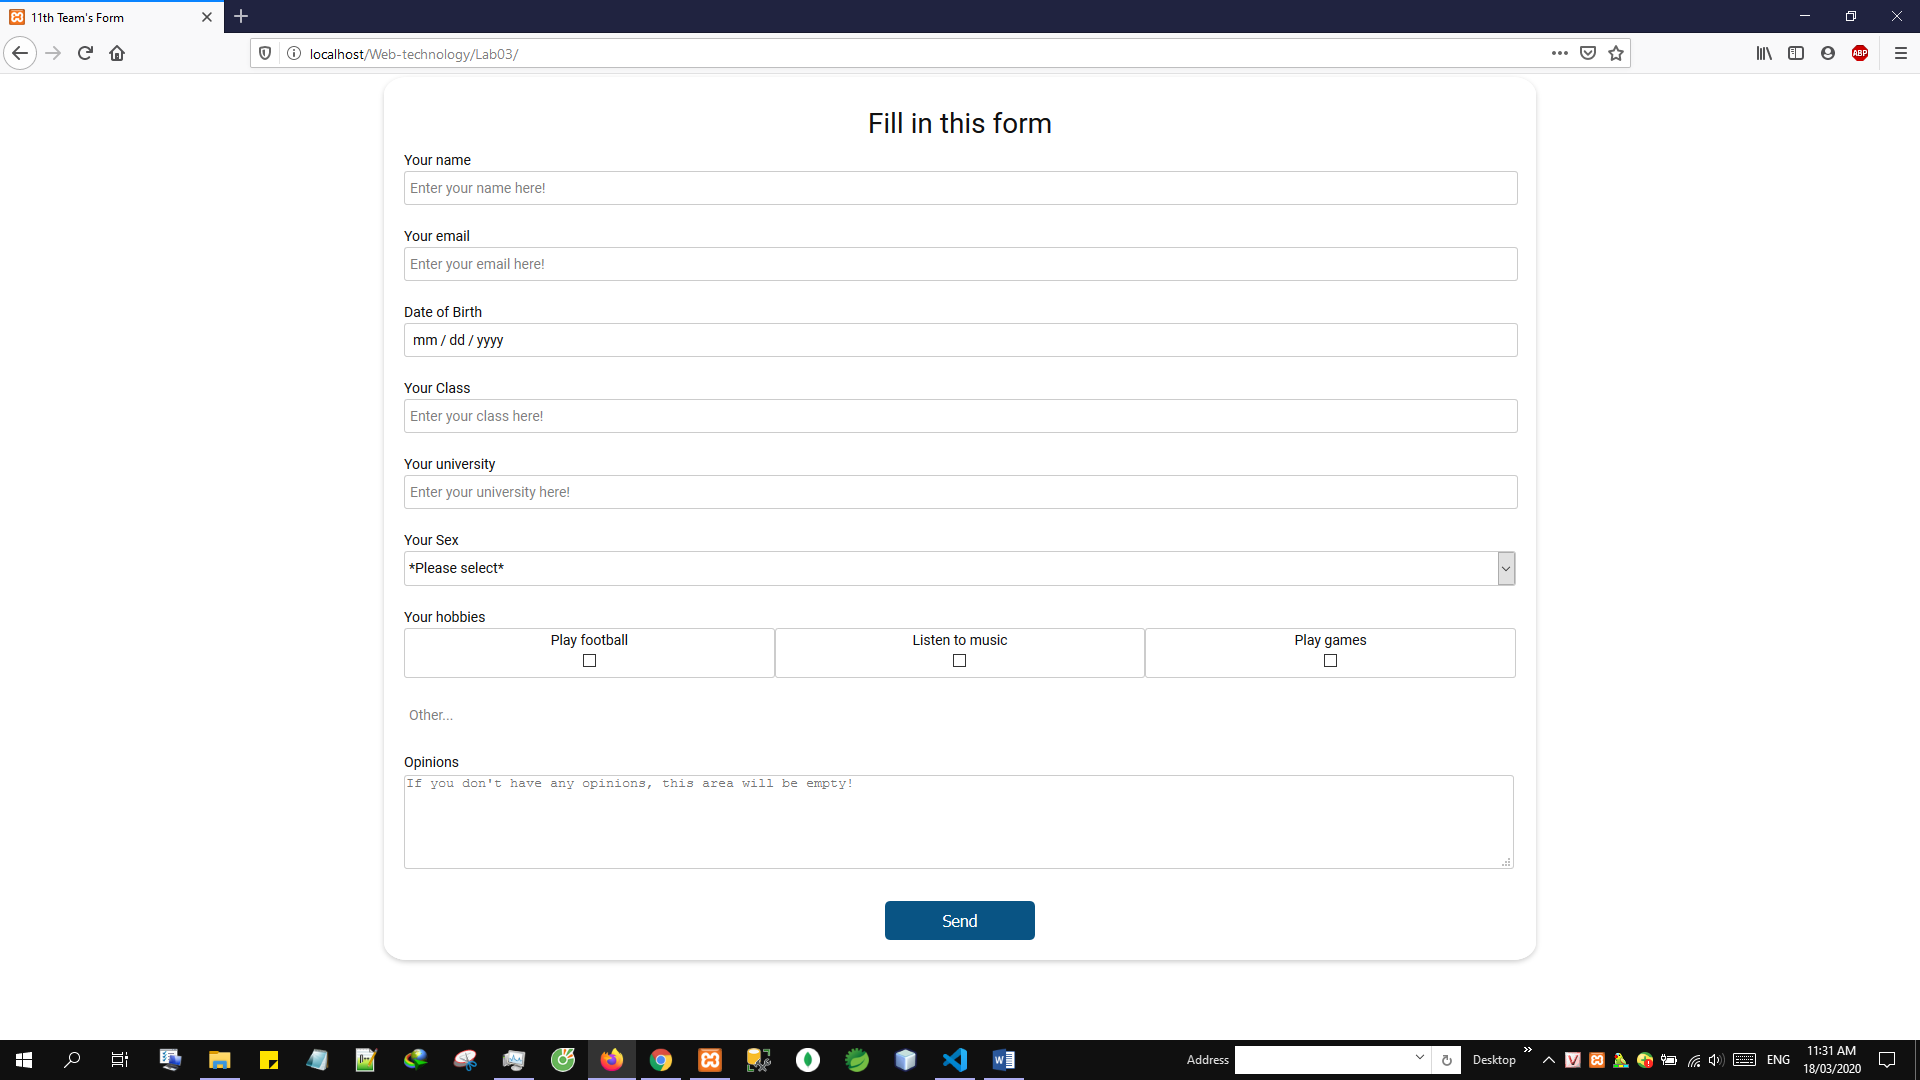 11th Team's Form
localhost/Web-technology/Lab03/
ABP
Fill in this form
Your name
Enter your name here!
Your email
Enter your email here!
Date of Birth
mm / dd / yyyy
Your Class
Enter your class here!
Your university
Enter your university here!
Your Sex
*Please select*
Your hobbies
Play football
Listen to music
Play games
Other...
Opinions
If you don't have any opinions, this area will be empty!
Send
Address
Desktop
ENG
11:31 AM
18/03/2020